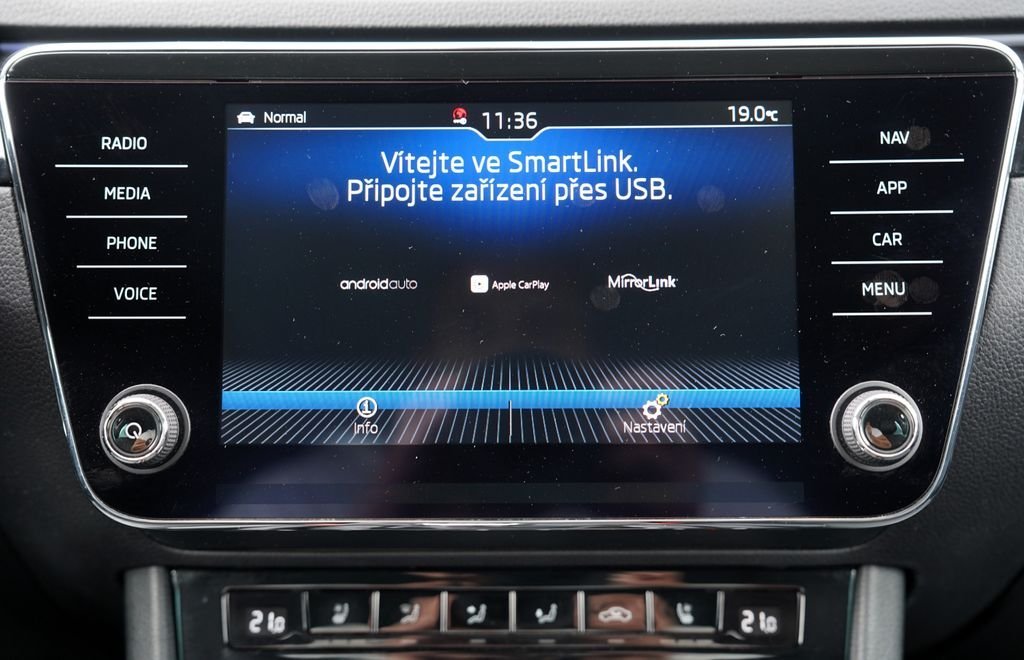 Normal
11:36
19.0°C
RADIO
MEDIA
PHONE
VOICE
Vítejte ve SmartLink.
Připojte zařízení přes USB.
androidauto
Apple CarPlay
MirrorLink
Info
Nastavení
NAV
APP
CAR
MENU
21.0
21.0